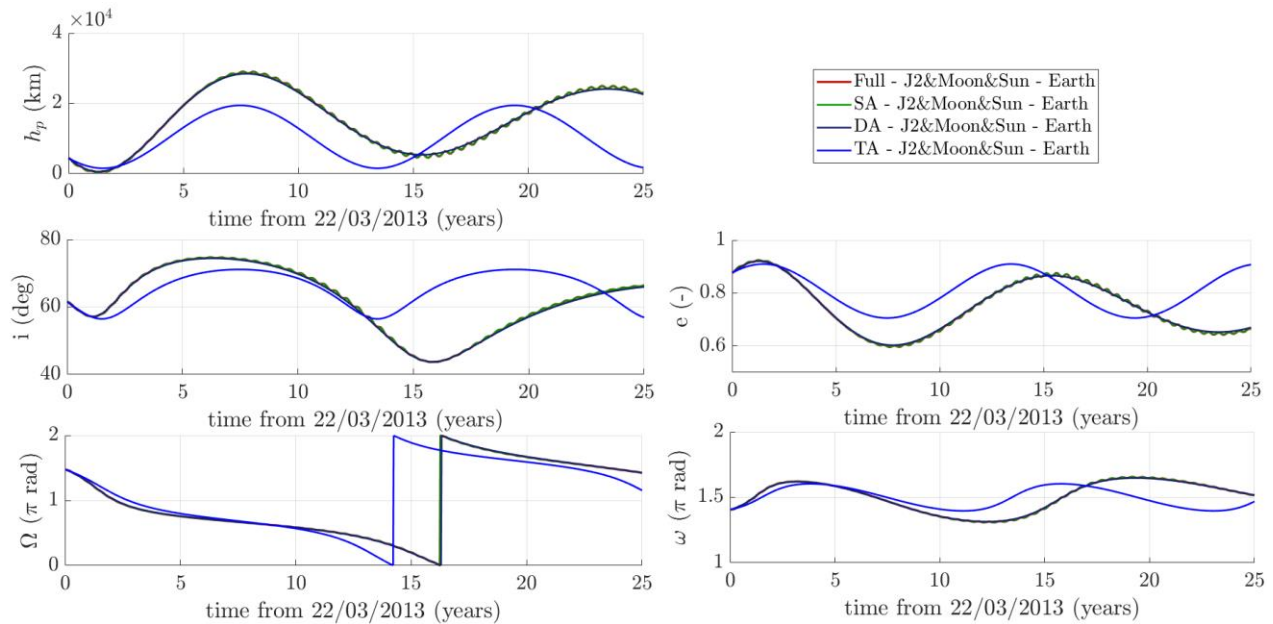 ×10⁴
4
2
0
h_p (km)
0 5 10 15 20 25
time from 22/03/2013 (years)
Full - J2&Moon&Sun - Earth
SA - J2&Moon&Sun - Earth
DA - J2&Moon&Sun - Earth
TA - J2&Moon&Sun - Earth
80
60
40
i (deg)
0 5 10 15 20 25
time from 22/03/2013 (years)
1
0.8
0.6
e (-)
0 5 10 15 20 25
time from 22/03/2013 (years)
2
1
0
Ω (π rad)
0 5 10 15 20 25
time from 22/03/2013 (years)
2
1.5
1
ω (π rad)
0 5 10 15 20 25
time from 22/03/2013 (years)